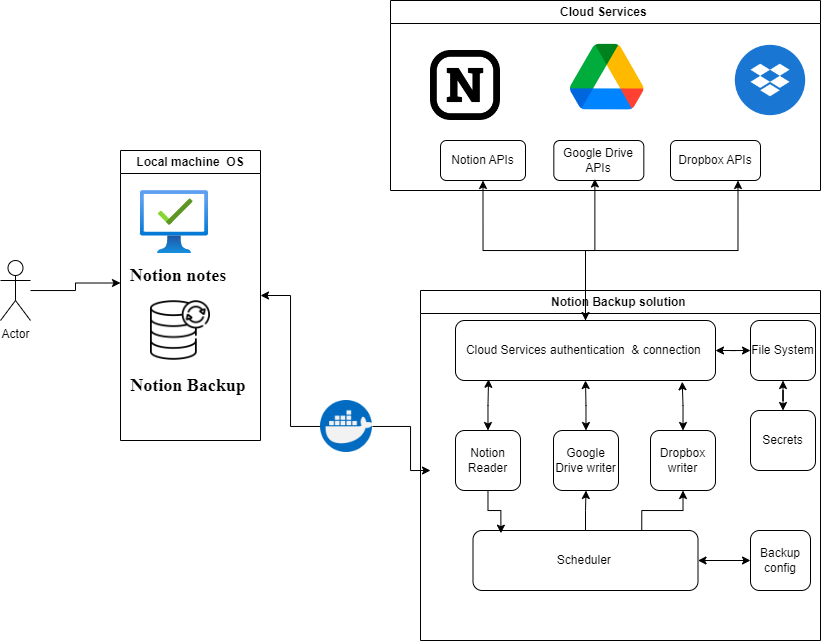 Cloud Services
N
Notion APIs
Google Drive
APIs
Dropbox APIs
Local machine  OS
Notion notes
Notion Backup
Actor
Notion Backup solution
Cloud Services authentication  & connection
File System
Notion
Reader
Google
Drive writer
Dropbox
writer
Secrets
Scheduler
Backup
config